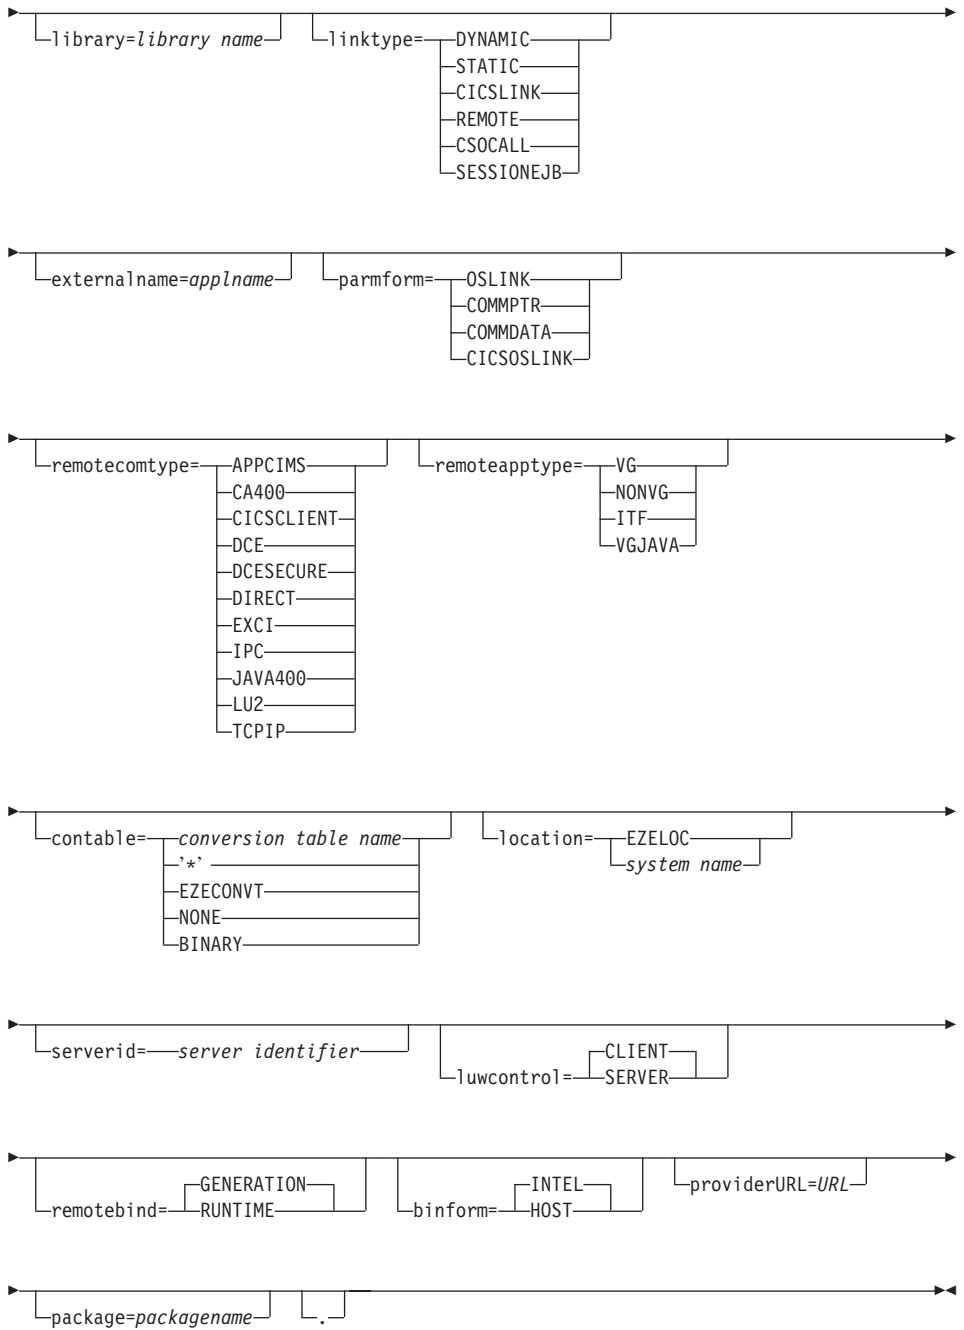 library=library name linktype= DYNAMIC
STATIC
CICSLINK
REMOTE
CSOCALL
SESSIONEJB
externalname=applname parmform= OSLINK
COMMPTR
COMMDATA
CICSOSLINK
remotecomtype= APPCIMS remoteapptype= VG
CA400 NONVG
CICSCLIENT ITF
DCE VGJAVA
DCESECURE
DIRECT
EXCI
IPC
JAVA400
LU2
TCPIP
contable= conversion table name location= EZELOC
'*' system name
EZECONVT
NONE
BINARY
serverid= server identifier CLIENT
luwcontrol= SERVER
GENERATION INTEL providerURL=URL
remotebind= RUNTIME binform= HOST
package=packagename .